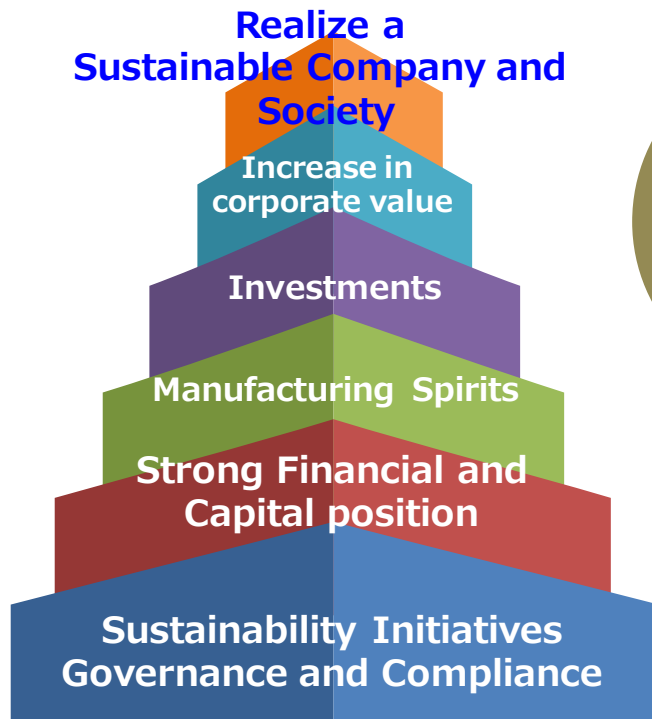 Realize a
Sustainable Company and
Society
Increase in
corporate value
Investments
Manufacturing Spirits
Strong Financial and
Capital position
Sustainability Initiatives
Governance and Compliance